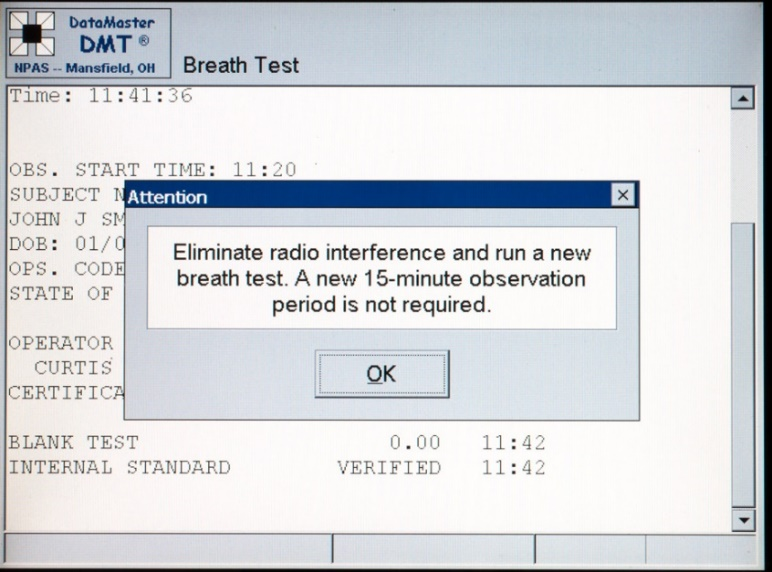 DataMaster
DMT ®
NPAS -- Mansfield, OH
Breath Test
Time: 11:41:36
OBS. START TIME: 11:20
SUBJECT N
Attention
JOHN J SM
DOB: 01/0
OPS. CODE
STATE OF
Eliminate radio interference and run a new
breath test. A new 15-minute observation
period is not required.
OPERATOR
CURTIS
CERTIFICA
OK
BLANK TEST 0.00 11:42
INTERNAL STANDARD VERIFIED 11:42